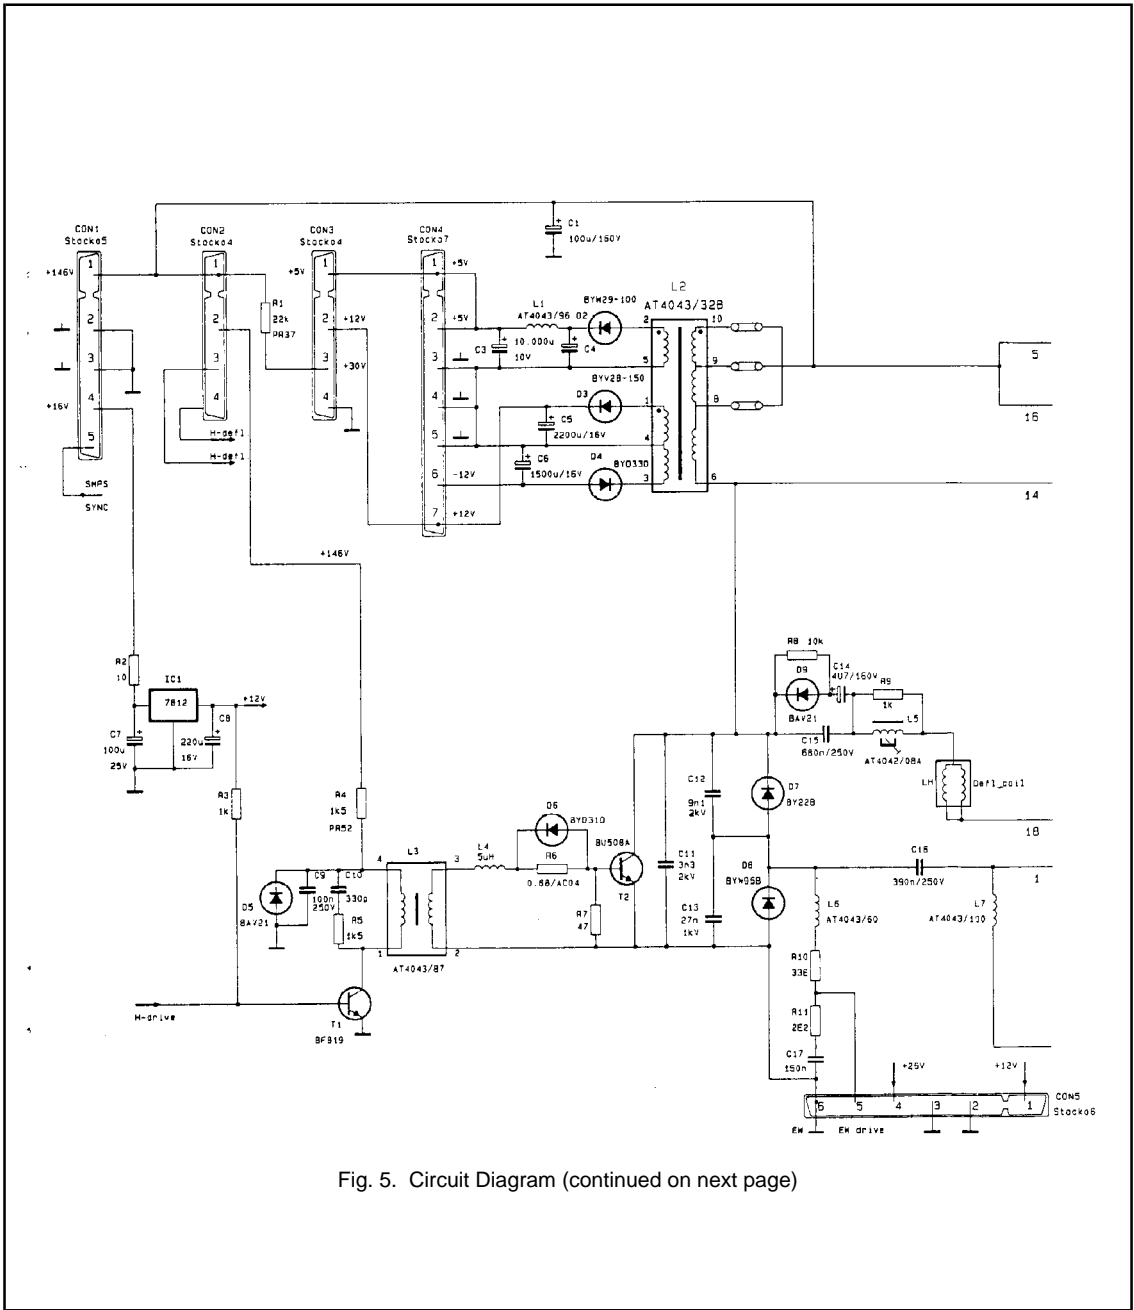 CON1
Stocko5
CON2
Stocko4
CON3
Stocko4
CON4
Stocko7
C1
100u/160V
+146V
1
2
3
4
5
+16V
SMPS
SYNC
1
2
3
4
H-defl
H-defl
R1
22k
PR37
+5V
1
2
3
4
+12V
+30V
1
2
3
4
5
6
7
+5V
+5V
-12V
+12V
L1
AT4043/96
D2
BYW29-100
C3
10.000u
10V
C4
BYV28-150
D3
C5
2200u/16V
C6
1500u/16V
D4
BYD33D
L2
AT4043/32B
2
5
1
4
3
10
9
8
6
5
16
14
+146V
R2
10
IC1
7812
+12V
C7
100u
25V
C8
220u
16V
R3
1k
R4
1k5
PR52
D5
BAV21
C9
100n
250V
C10
330p
R5
1k5
L3
4
3
1
2
AT4043/87
L4
5uH
D6
BYD31D
R6
0.68/AC04
R7
47
BU508A
T2
H-drive
T1
BF819
C11
3n3
2kV
C12
9n1
2kV
C13
27n
1kV
D7
BY228
D8
BYW95B
R8 10k
D9
BAV21
C14
4U7/160V
R9
1k
L5
AT4042/08A
C15
680n/250V
LH
Defl_coil
18
C16
390n/250V
1
L6
AT4043/60
L7
AT4043/100
R10
33E
R11
2E2
C17
150n
+26V
+12V
6
5
4
3
2
1
CON5
Stocko6
EW
EW drive
Fig. 5. Circuit Diagram (continued on next page)